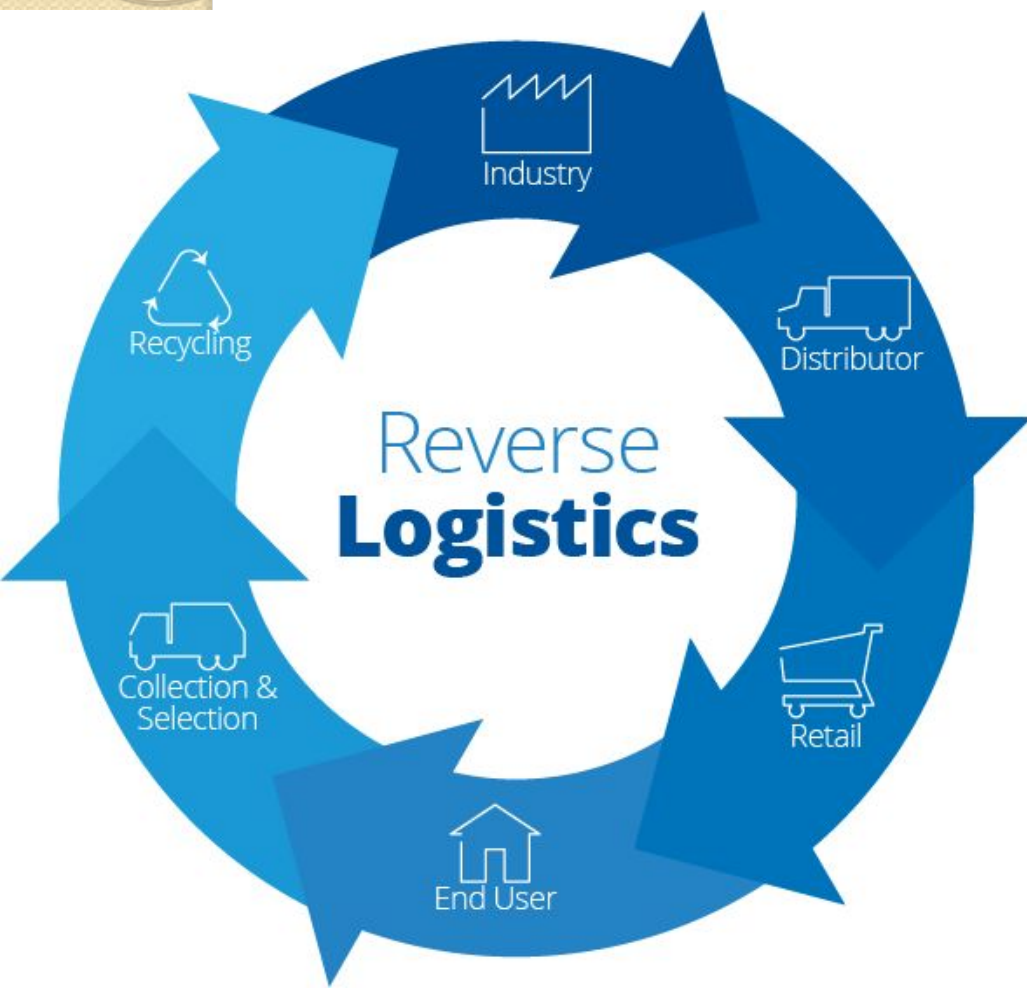 Reverse
Logistics
Industry
Distributor
Retail
End User
Collection &
Selection
Recycling